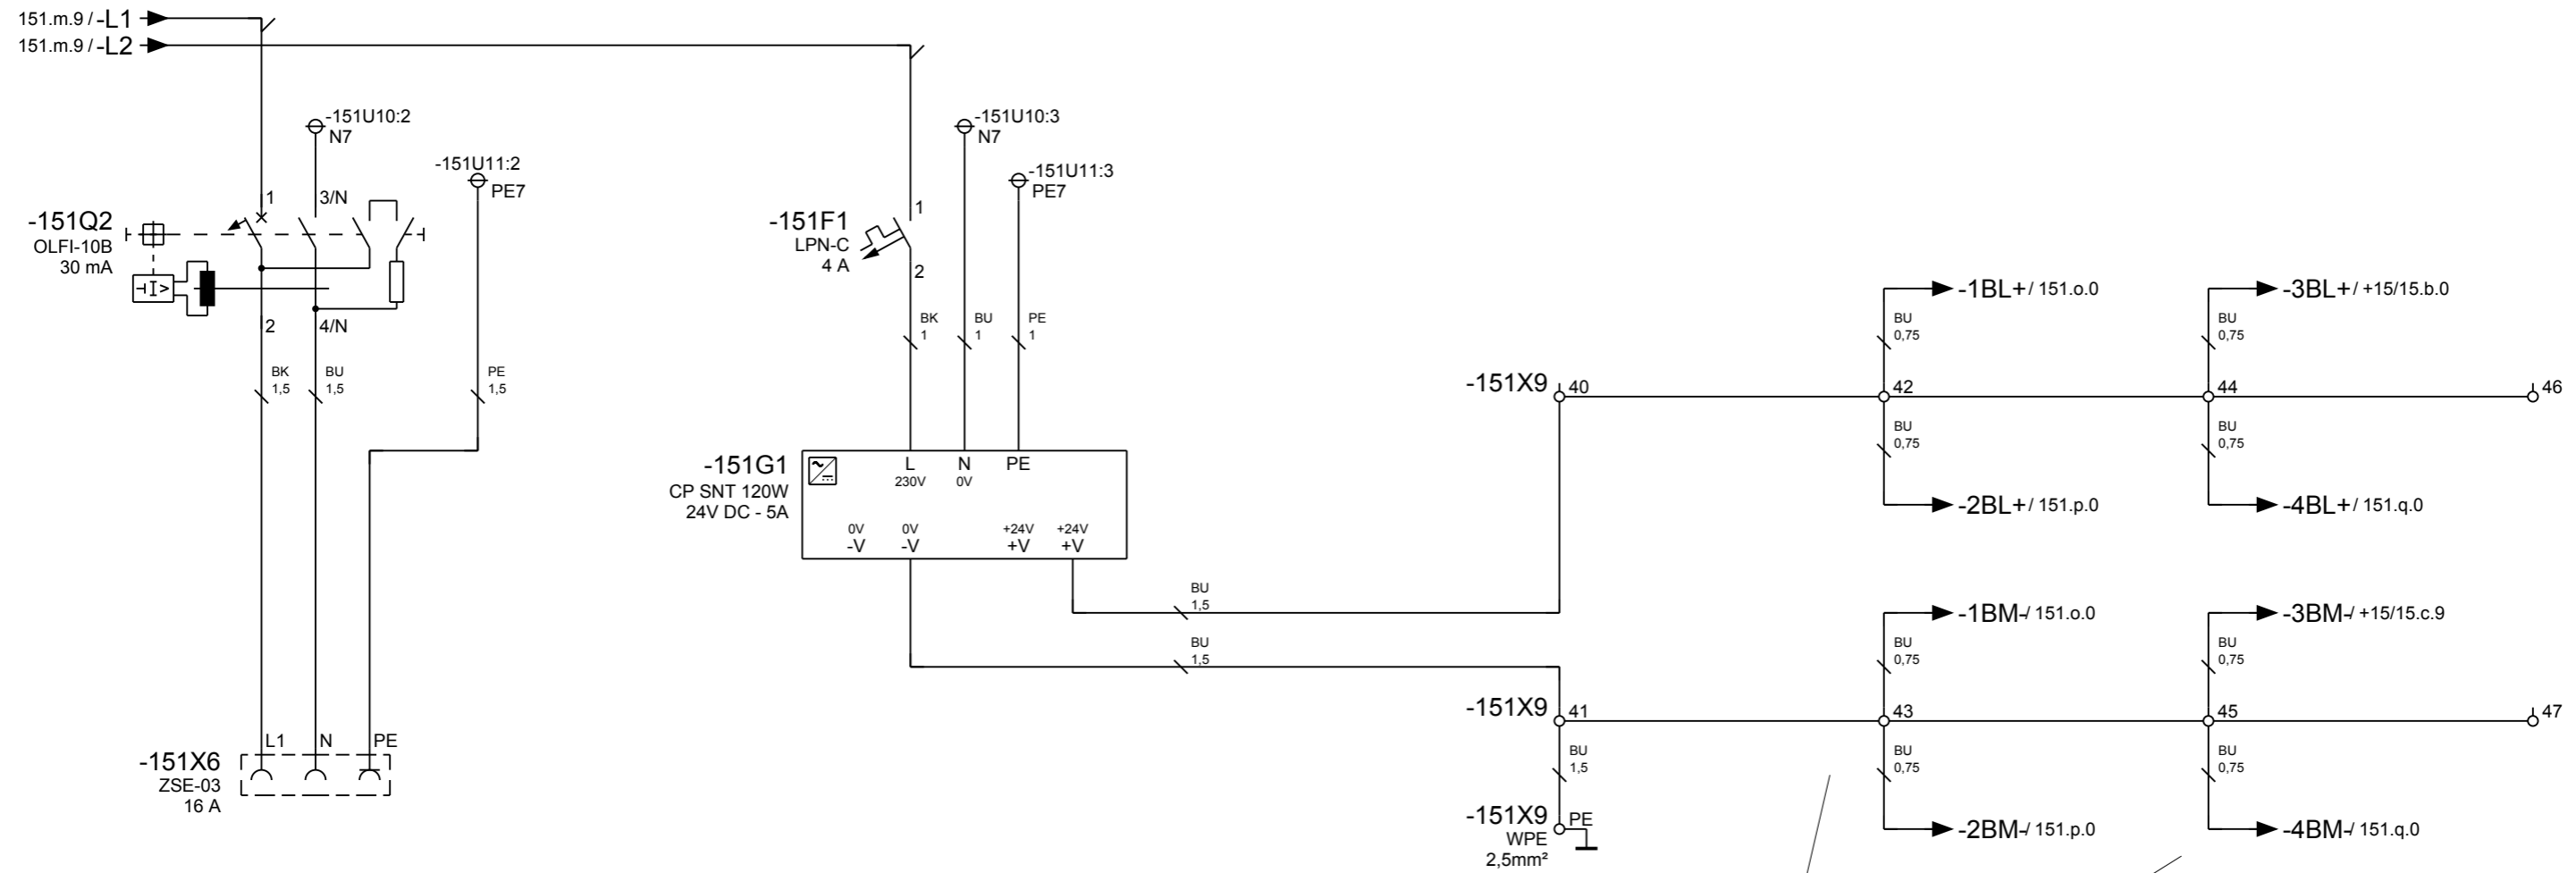 151.m.9 / -L1
151.m.9 / -L2
-151U10:2
N7
-151U11:2
PE7
-151U10:3
N7
-151U11:3
PE7
-151Q2
OLFI-10B
30 mA
1
3/N
2
4/N
I>
BK
1,5
BU
1,5
PE
1,5
-151X6
ZSE-03
16 A
L1
N
PE
-151F1
LPN-C
4 A
1
2
BK
1
BU
1
PE
1
-151G1
CP SNT 120W
24V DC - 5A
L
230V
N
0V
PE
0V
-V
0V
-V
+24V
+V
+24V
+V
BU
1,5
BU
1,5
-151X9
40
42
44
46
-1BL+ / 151.o.0
BU
0,75
BU
0,75
-2BL+ / 151.p.0
-3BL+ / +15/15.b.0
BU
0,75
BU
0,75
-4BL+ / 151.q.0
-151X9
41
43
45
47
-1BM-/ 151.o.0
BU
0,75
BU
0,75
-2BM-/ 151.p.0
-3BM-/ +15/15.c.9
BU
0,75
BU
0,75
-4BM-/ 151.q.0
BU
1,5
-151X9
WPE
2,5mm²
PE